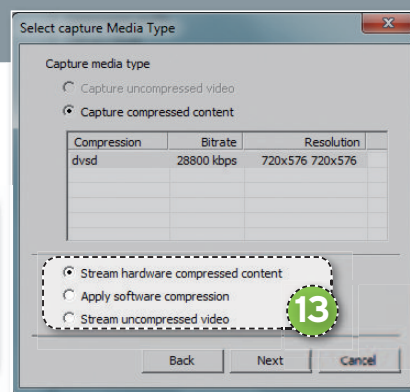 Select capture Media Type
Capture media type
Capture uncompressed video
Capture compressed content
Compression Bitrate Resolution
dvsd 28800 kbps 720x576 720x576
Stream hardware compressed content
Apply software compression
Stream uncompressed video
13
Back Next Cancel